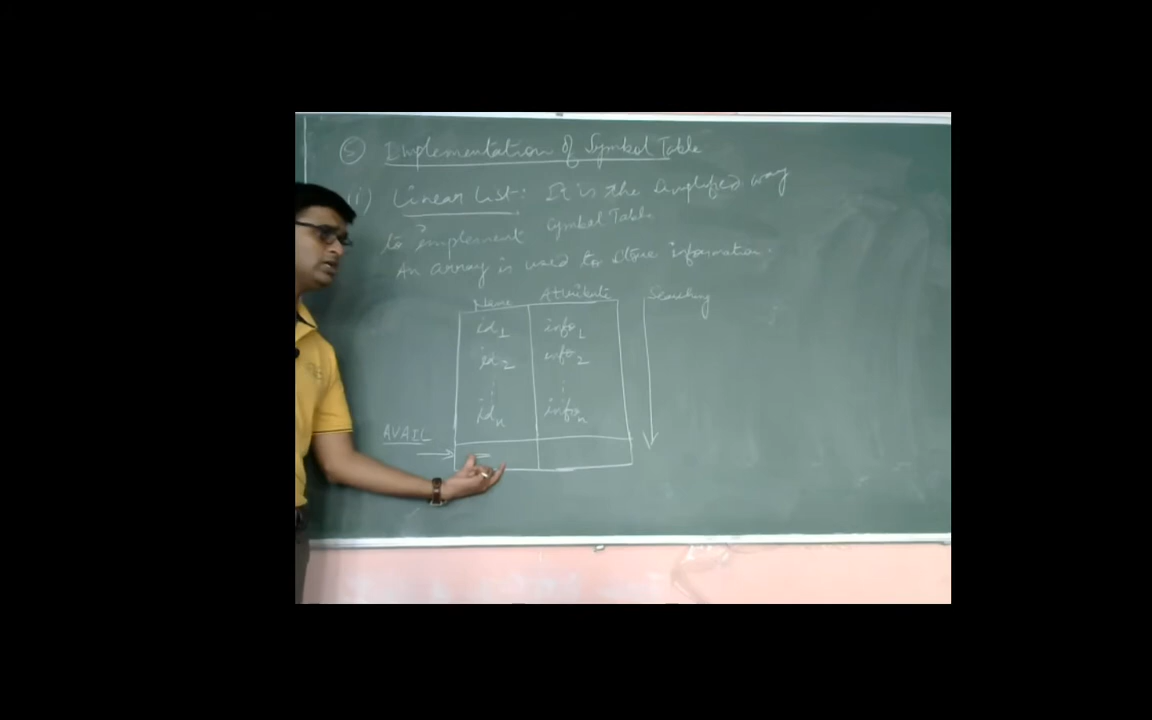 ⑤ Implementation of Symbol Table
(i) Linear List: It is the simplified way
to implement Symbol Table
An array is used to store information.
Name Attribute Searching
id1 info1
id2 info2
⋮ ⋮
idn infon
AVAIL